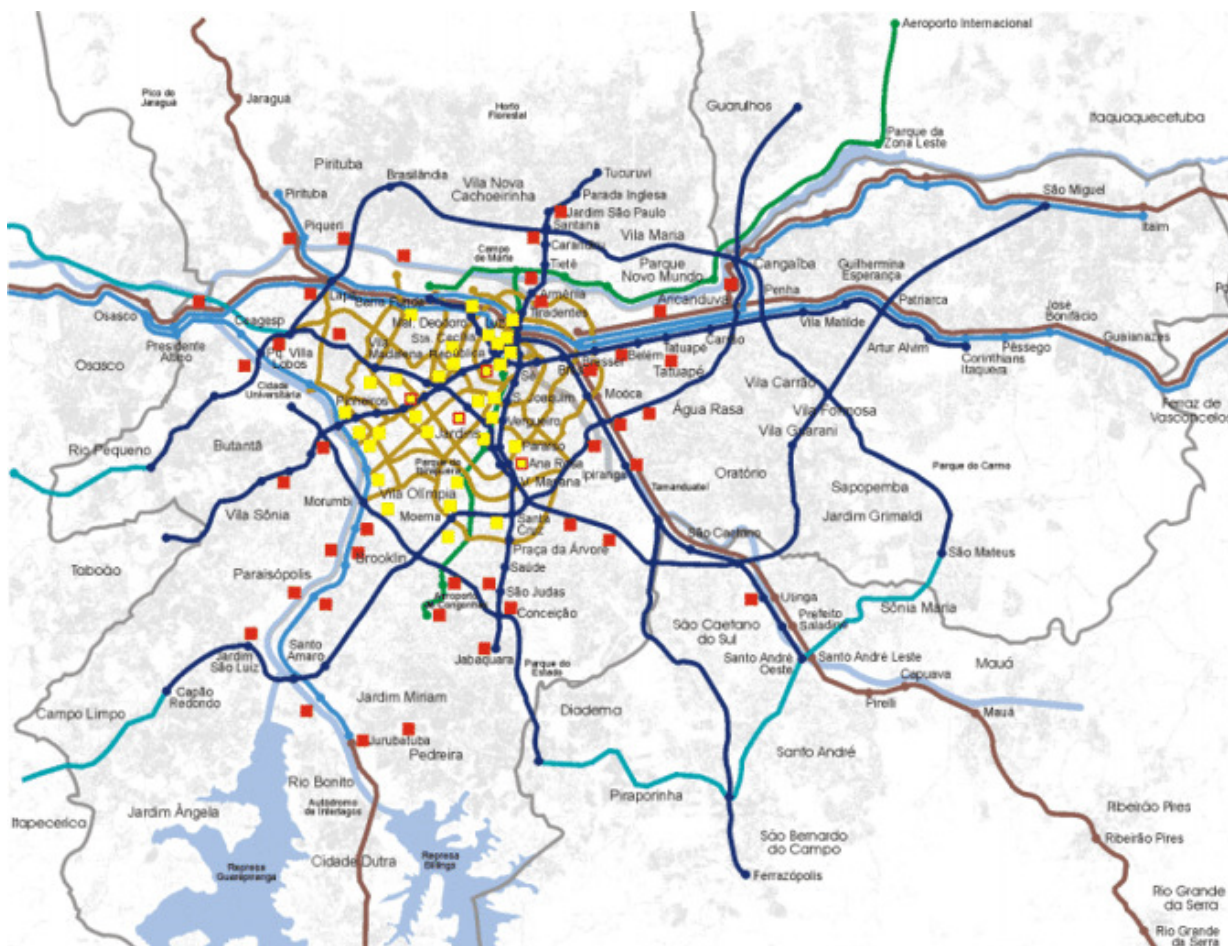 Aeroporto Internacional
Pico do
Jaraguá
Jaraguá
Horto
Florestal
Guarulhos
Itaquaquecetuba
Parque da
Zona Leste
Pirituba
Brasilândia
Vila Nova
Cachoeirinha
Tucuruvi
Parada Inglesa
Pirituba
Jardim São Paulo
Santana
São Miguel
Piqueri
Vila Maria
Carandiru
Itaim
Campo
de Marte
Tietê
Parque
Novo Mundo
Cangaíba
Guilhermina
Esperança
Penha
Lapa
Barra Funda
Armênia
Tiradentes
Aricanduva
Patriarca
José
Bonifácio
Osasco
Ceagesp
Mal. Deodoro
Luz
Vila Matilde
Guaianazes
Presidente
Altino
Sta. Cecília
Carrão
Pêssego
Vila
Madalena
República
Belém
Tatuapé
Artur Alvim
Corinthians
Itaquera
Pq. Villa
Lobos
Bresser
Osasco
Sé
Tatuapé
Cidade
Universitária
Vila Carrão
Pinheiros
S. Joaquim
Moóca
Ferraz de
Vasconcelos
Água Rasa
Vila Formosa
Vergueiro
Vila Guarani
Butantã
Jardins
Paraíso
Rio Pequeno
Parque do
Ibirapuera
Ana Rosa
Ipiranga
Oratório
Parque do Carmo
V. Mariana
Tamanduateí
Sapopemba
Morumbi
Vila Olímpia
Vila Sônia
Moema
Santa
Cruz
Jardim Grimaldi
São Caetano
Praça da Árvore
São Mateus
Brooklin
Taboão
Saúde
Paraisópolis
São Judas
Utinga
Aeroporto
de Congonhas
Conceição
Sônia Maria
Prefeito
Saladino
São Caetano
do Sul
Santo
Amaro
Jabaquara
Jardim
São Luiz
Parque do
Estado
Santo André
Oeste
Santo André Leste
Mauá
Capuava
Capão
Redondo
Jardim Miriam
Pirelli
Campo Limpo
Diadema
Mauá
Jurubatuba
Pedreira
Santo André
Rio Bonito
Piraporinha
Jardim Ângela
Autódromo
de Interlagos
Ribeirão Pires
Itapecerica
São Bernardo
do Campo
Ribeirão Pires
Cidade Dutra
Represa
Billings
Represa
Guarapiranga
Ferrazópolis
Rio Grande
da Serra
Rio Grande
da Serra